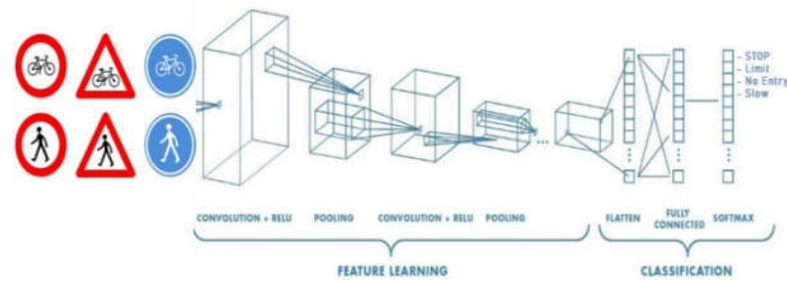 - STOP
- Limit
- No Entry
- Slow
CONVOLUTION + RELU
POOLING
CONVOLUTION + RELU
POOLING
FLATTEN
FULLY
CONNECTED
SOFTMAX
FEATURE LEARNING
CLASSIFICATION